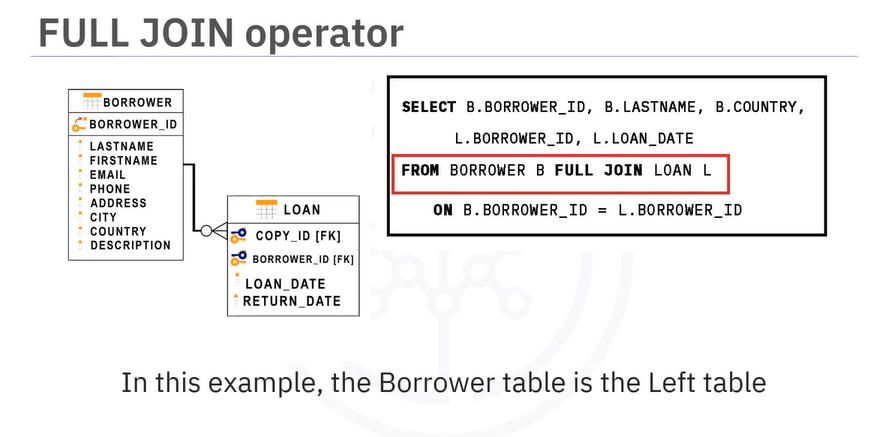 FULL JOIN operator
BORROWER
BORROWER_ID
LASTNAME
FIRSTNAME
EMAIL
PHONE
ADDRESS
CITY
COUNTRY
DESCRIPTION
LOAN
COPY_ID [FK]
BORROWER_ID [FK]
LOAN_DATE
RETURN_DATE
SELECT B.BORROWER_ID, B.LASTNAME, B.COUNTRY,
L.BORROWER_ID, L.LOAN_DATE
FROM BORROWER B FULL JOIN LOAN L
ON B.BORROWER_ID = L.BORROWER_ID
In this example, the Borrower table is the Left table